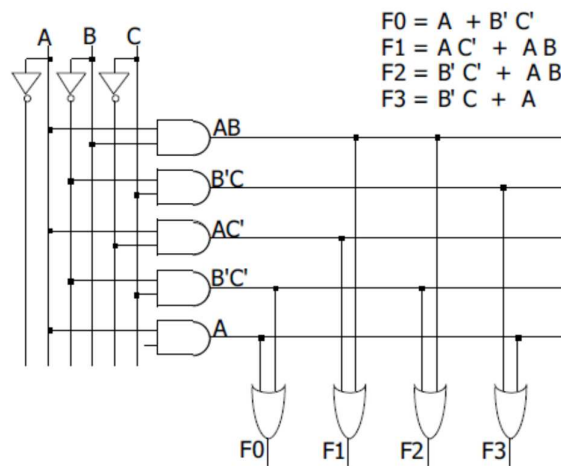 A B C
F0 = A + B' C'
F1 = A C' + A B
F2 = B' C' + A B
F3 = B' C + A
AB
B'C
AC'
B'C'
A
F0 F1 F2 F3